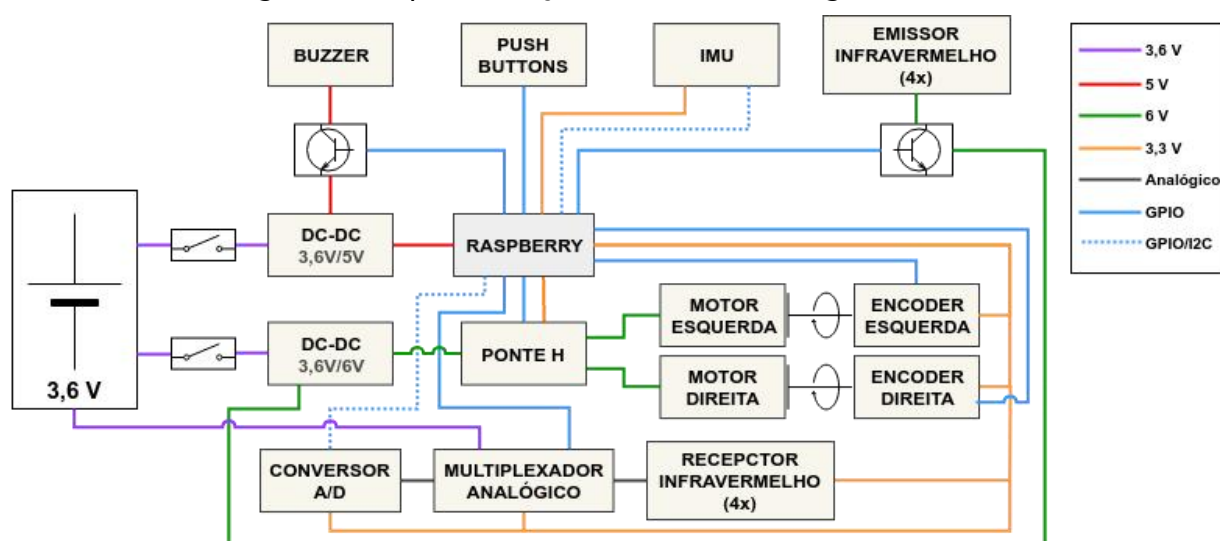 BUZZER
PUSH
BUTTONS
IMU
EMISSOR
INFRAVERMELHO
(4x)
3,6 V
5 V
6 V
3,3 V
Analógico
GPIO
GPIO/I2C
3,6 V
DC-DC
3,6V/5V
RASPBERRY
DC-DC
3,6V/6V
PONTE H
MOTOR
ESQUERDA
ENCODER
ESQUERDA
MOTOR
DIREITA
ENCODER
DIREITA
CONVERSOR
A/D
MULTIPLEXADOR
ANALÓGICO
RECEPCTOR
INFRAVERMELHO
(4x)